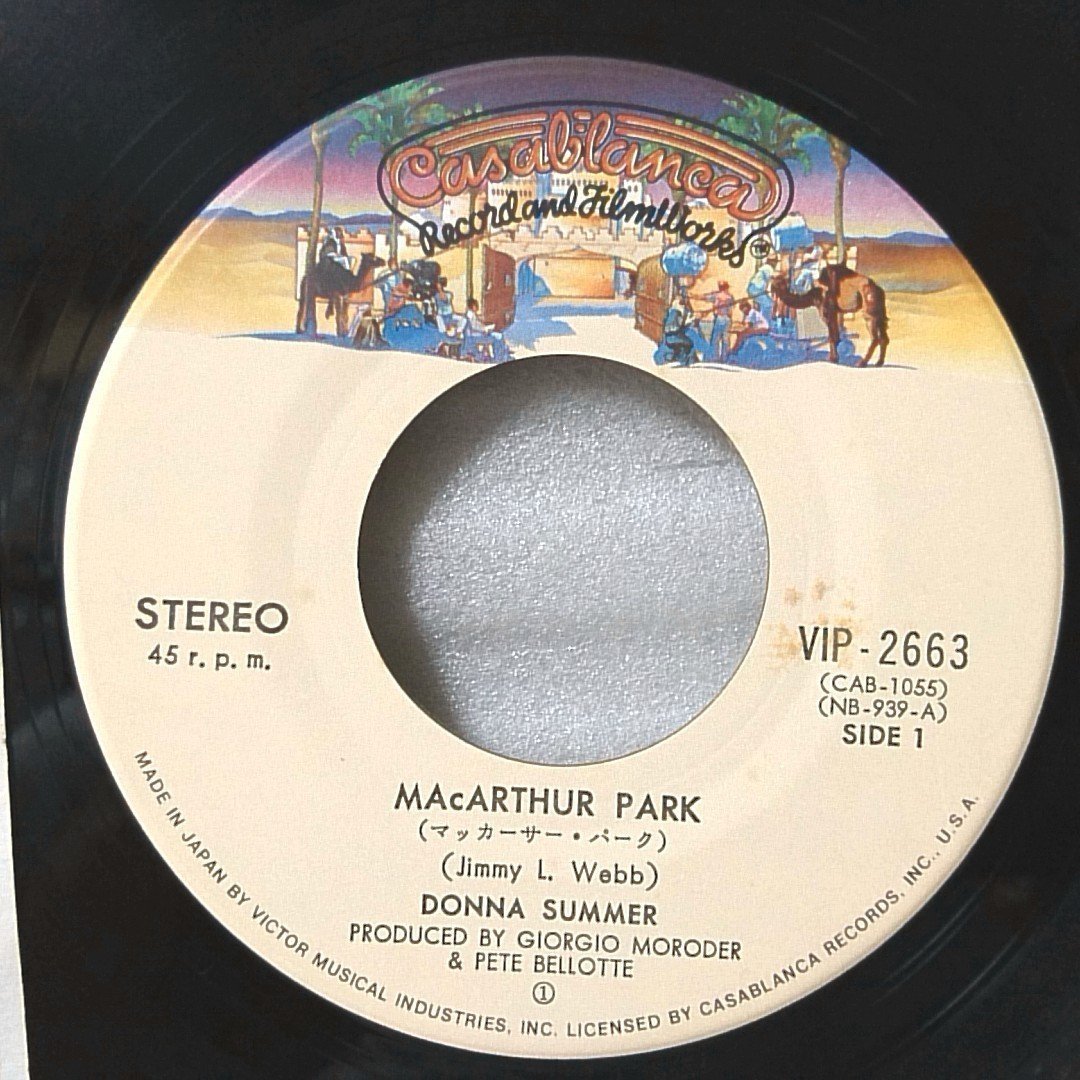 Casablanca
Record and FilmWorks
TM
STEREO
45 r. p. m.
VIP - 2663
(CAB-1055)
(NB-939-A)
SIDE 1
MAcARTHUR PARK
(マッカーサー・パーク)
(Jimmy L. Webb)
DONNA SUMMER
PRODUCED BY GIORGIO MORODER
& PETE BELLOTTE
①
MADE IN JAPAN BY VICTOR MUSICAL INDUSTRIES, INC. LICENSED BY CASABLANCA RECORDS, INC., U.S.A.